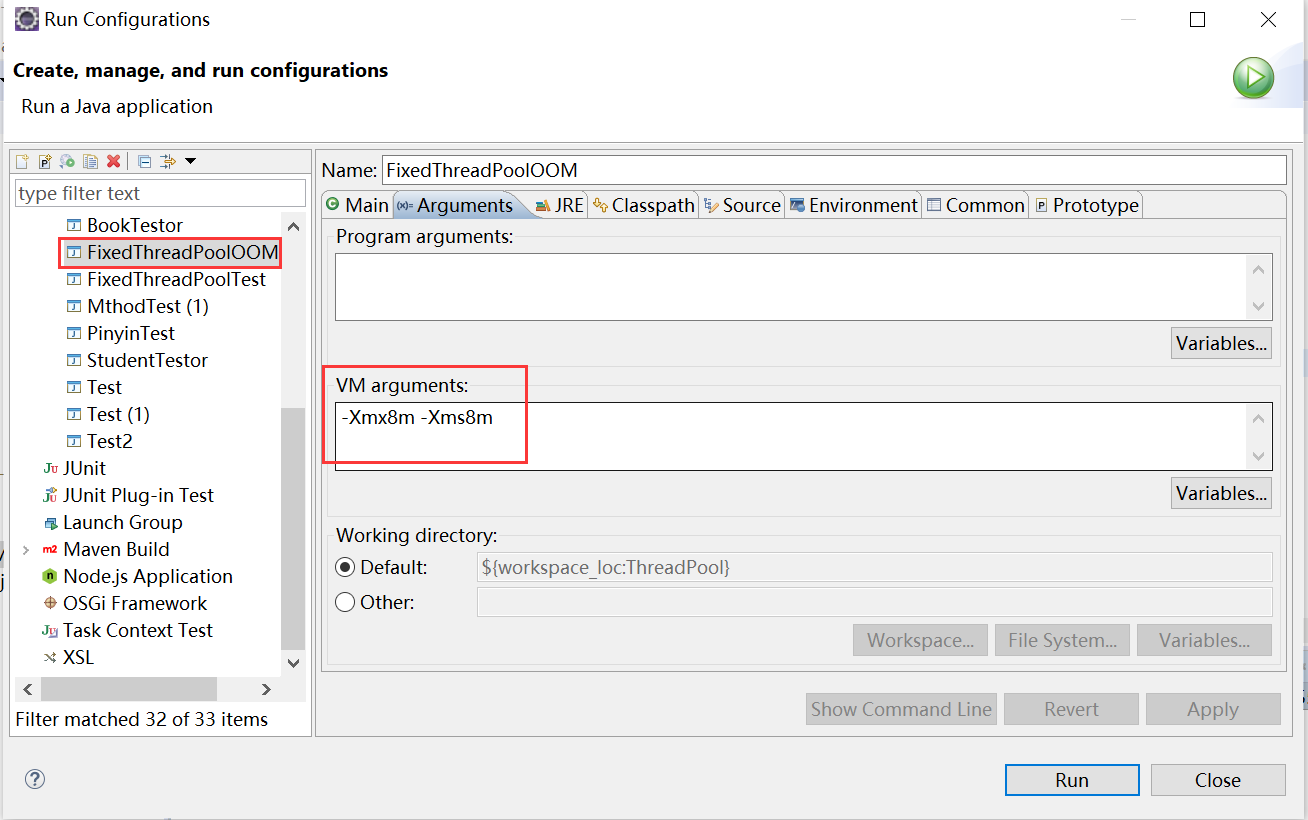 Run Configurations
Create, manage, and run configurations
Run a Java application
type filter text
BookTestor
FixedThreadPoolOOM
FixedThreadPoolTest
MthodTest (1)
PinyinTest
StudentTestor
Test
Test (1)
Test2
JUnit
JUnit Plug-in Test
Launch Group
Maven Build
Node.js Application
OSGi Framework
Task Context Test
XSL
Filter matched 32 of 33 items
Name: FixedThreadPoolOOM
Main Arguments JRE Classpath Source Environment Common Prototype
Program arguments:
Variables...
VM arguments:
-Xmx8m -Xms8m
Variables...
Working directory:
Default: ${workspace_loc:ThreadPool}
Other:
Workspace... File System... Variables...
Show Command Line Revert Apply
Run Close